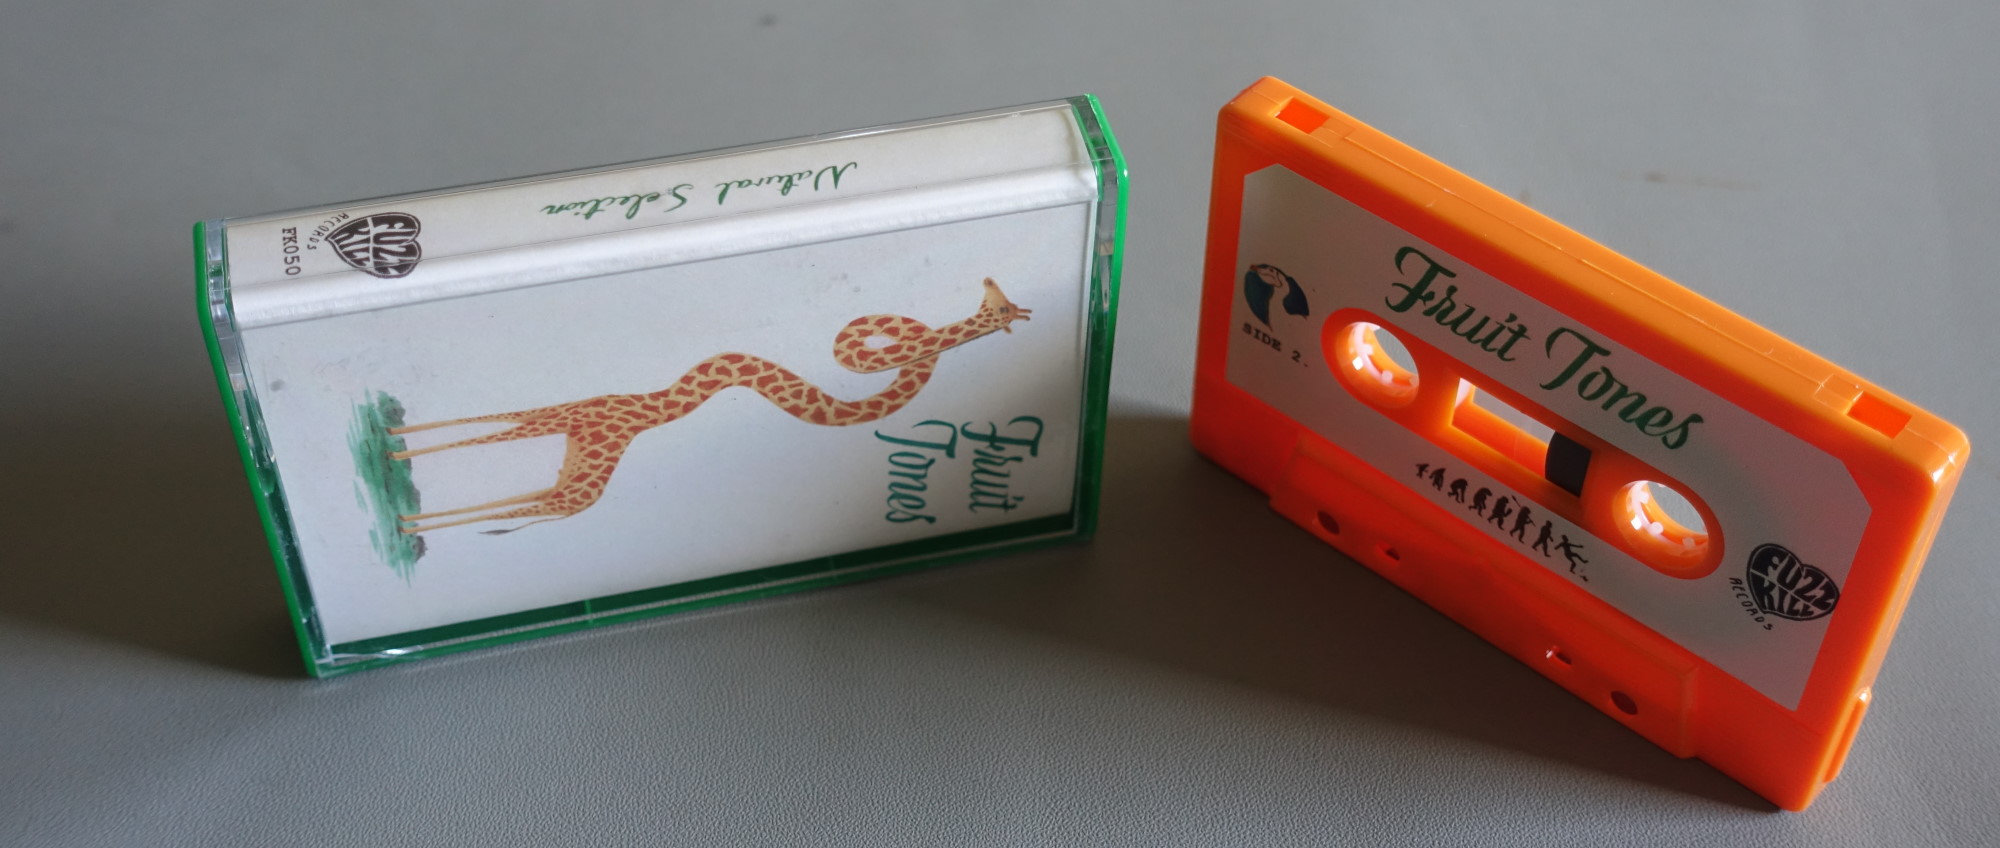 Natural Selection
FUZZ
KILL
RECORDS
FK050
Fruit
Tones
Fruit Tones
SIDE 2.
FUZZ
KILL
RECORDS